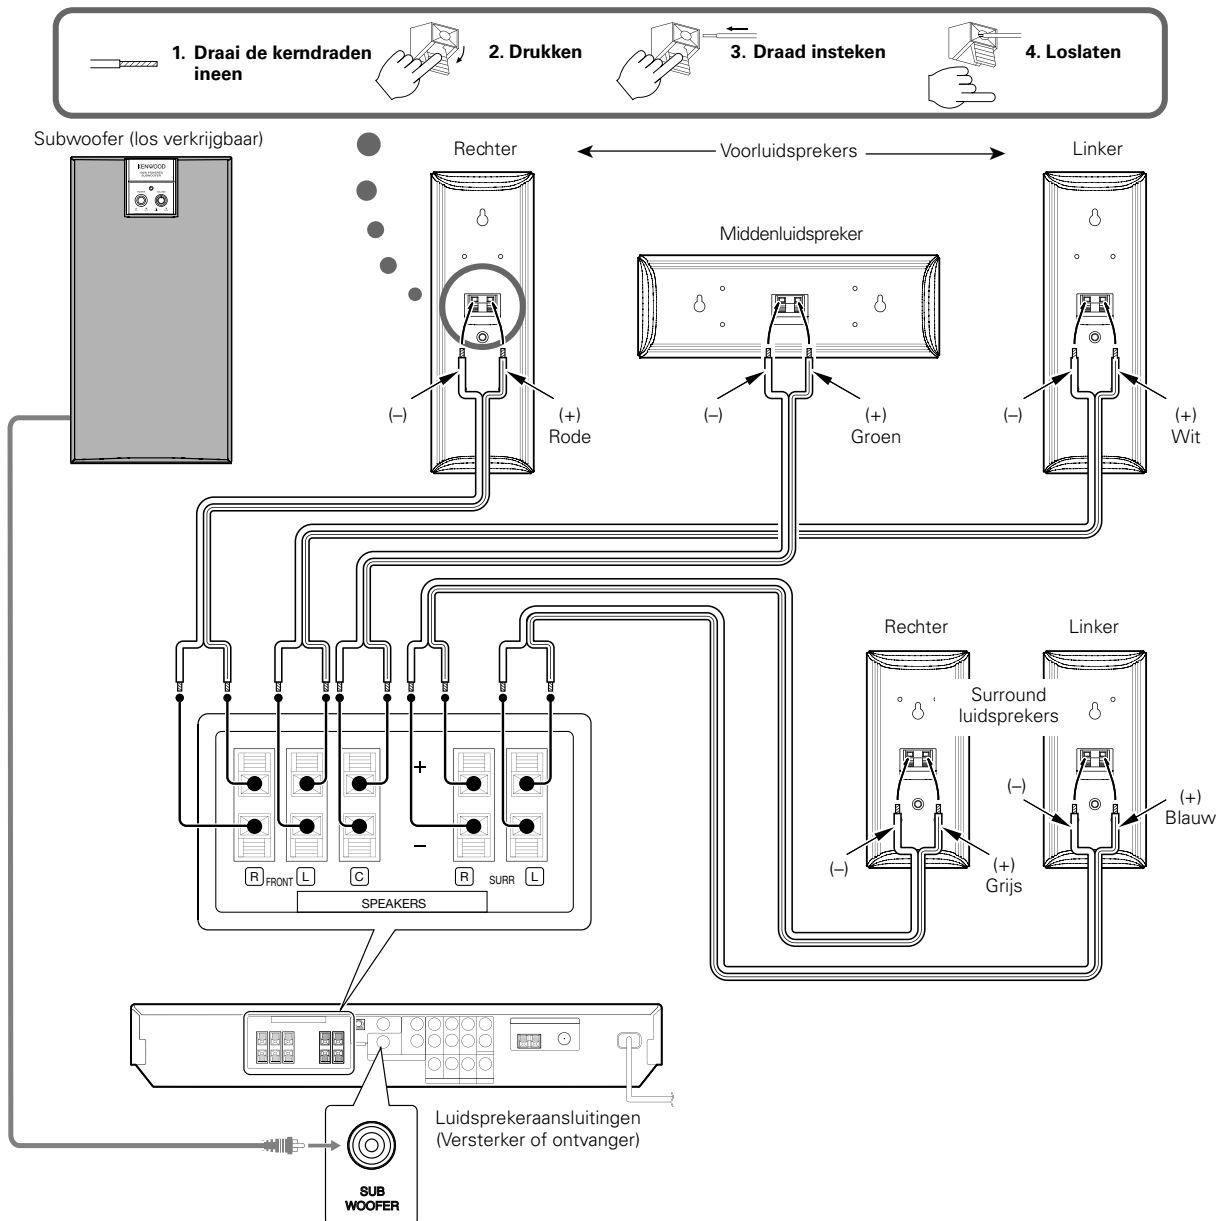 1. Draai de kerndraden
ineen
2. Drukken
3. Draad insteken
4. Loslaten
Subwoofer (los verkrijgbaar)
KENWOOD
Rechter
Voorluidsprekers
Linker
Middenluidspreker
(–)
(+)
Rode
(–)
(+)
Groen
(–)
(+)
Wit
Rechter
Linker
Surround
luidsprekers
(–)
(+)
Grijs
(–)
(+)
Blauw
+
–
R
FRONT
L
C
R
SURR
L
SPEAKERS
Luidsprekeraansluitingen
(Versterker of ontvanger)
SUB
WOOFER